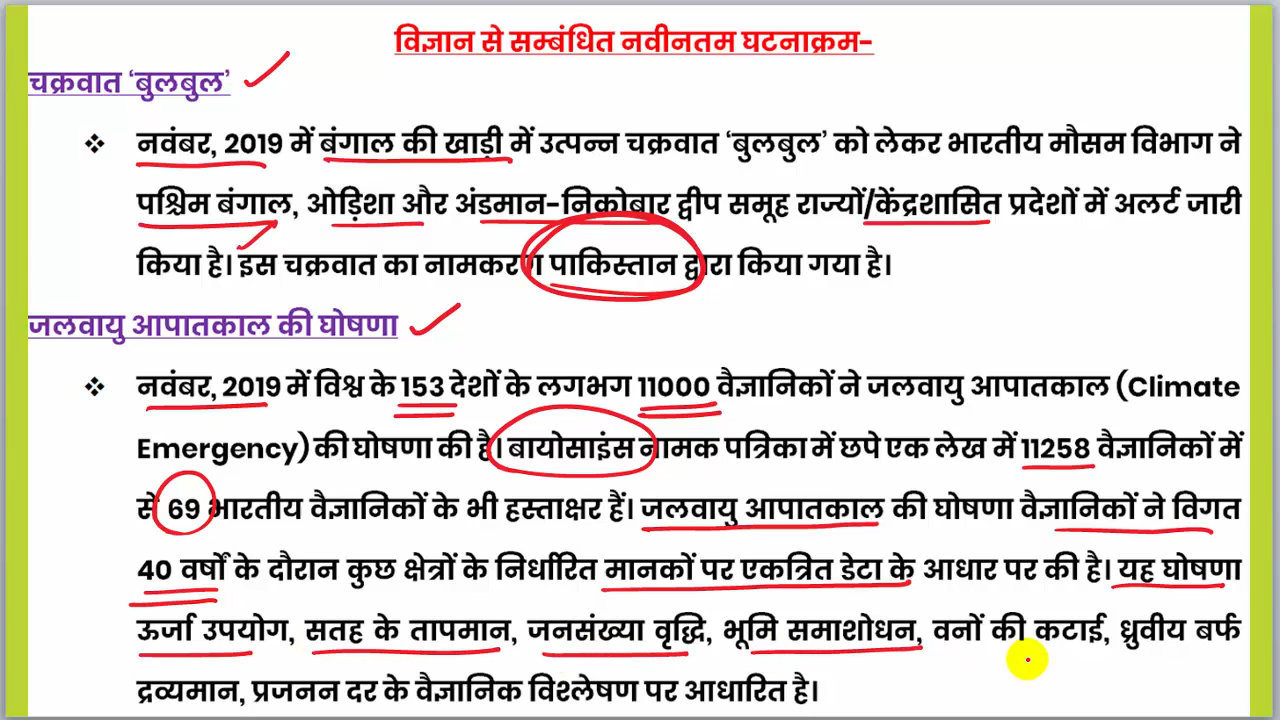 विज्ञान से सम्बंधित नवीनतम घटनाक्रम-
चक्रवात ‘बुलबुल’
❖ नवंबर, 2019 में बंगाल की खाड़ी में उत्पन्न चक्रवात ‘बुलबुल’ को लेकर भारतीय मौसम विभाग ने
पश्चिम बंगाल, ओड़िशा और अंडमान-निकोबार द्वीप समूह राज्यों/केंद्रशासित प्रदेशों में अलर्ट जारी
किया है। इस चक्रवात का नामकरण पाकिस्तान द्वारा किया गया है।
जलवायु आपातकाल की घोषणा
❖ नवंबर, 2019 में विश्व के 153 देशों के लगभग 11000 वैज्ञानिकों ने जलवायु आपातकाल (Climate
Emergency) की घोषणा की है। बायोसाइंस नामक पत्रिका में छपे एक लेख में 11258 वैज्ञानिकों में
से 69 भारतीय वैज्ञानिकों के भी हस्ताक्षर हैं। जलवायु आपातकाल की घोषणा वैज्ञानिकों ने विगत
40 वर्षों के दौरान कुछ क्षेत्रों के निर्धारित मानकों पर एकत्रित डेटा के आधार पर की है। यह घोषणा
ऊर्जा उपयोग, सतह के तापमान, जनसंख्या वृद्धि, भूमि समाशोधन, वनों की कटाई, ध्रुवीय बर्फ
द्रव्यमान, प्रजनन दर के वैज्ञानिक विश्लेषण पर आधारित है।